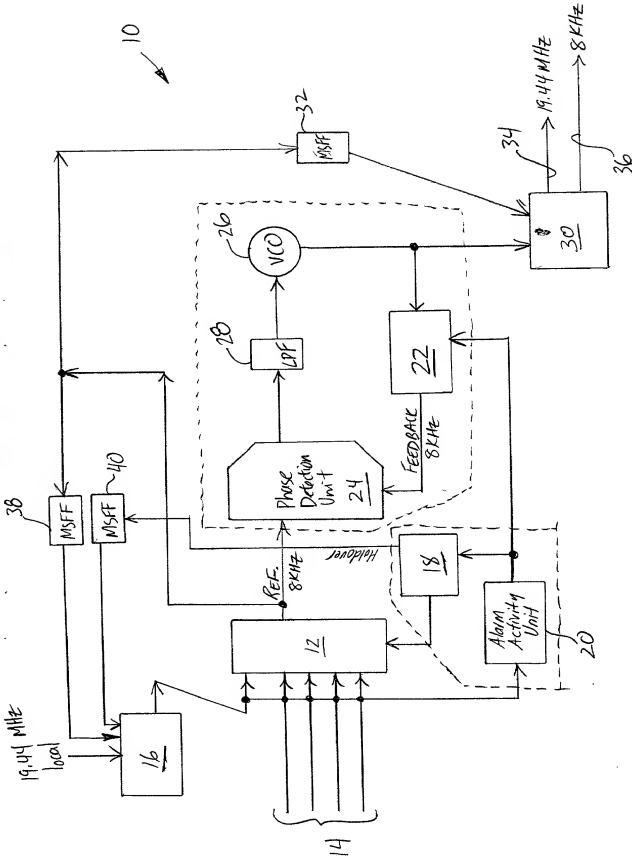 10
38
MSFF
40
MSFF
19.44 MHz
local
16
32
MSFF
REF.
8KHz
Holdover
12
14
Phase
Detection
Unit
24
28
LPF
26
VCO
FEEDBACK
8KHz
22
18
Alarm
Activity
Unit
20
30
34
19.44 MHz
36
8KHz